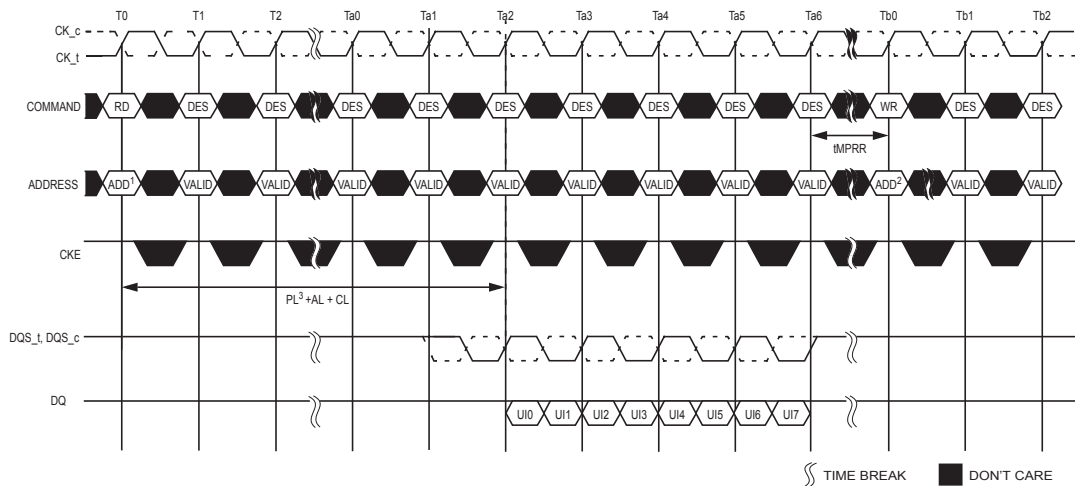 T0 T1 T2 Ta0 Ta1 Ta2 Ta3 Ta4 Ta5 Ta6 Tb0 Tb1 Tb2
CK_c
CK_t
COMMAND RD DES DES DES DES DES DES DES DES DES WR DES DES
tMPRR
ADDRESS ADD¹ VALID VALID VALID VALID VALID VALID VALID VALID VALID ADD² VALID VALID
CKE
PL³ +AL + CL
DQS_t, DQS_c
DQ UI0 UI1 UI2 UI3 UI4 UI5 UI6 UI7
TIME BREAK DON'T CARE